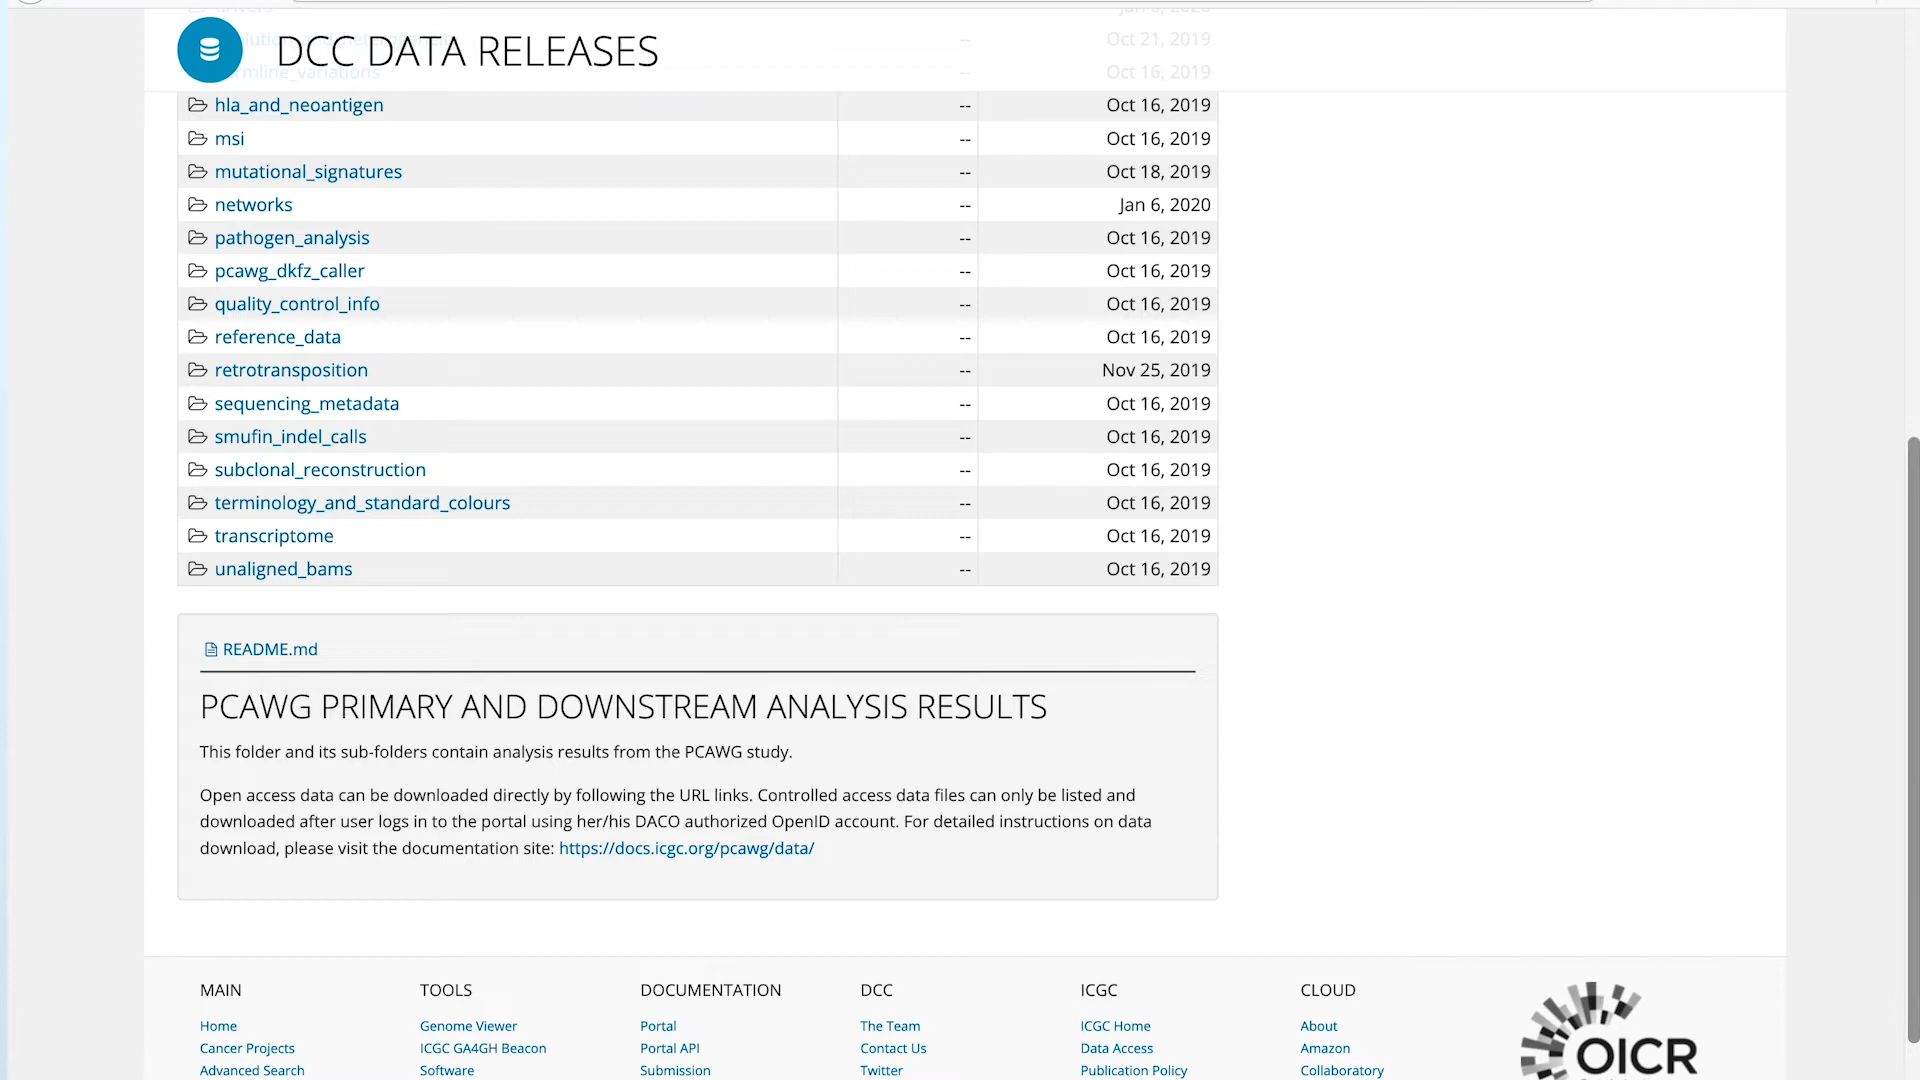 DCC DATA RELEASES
Oct 21, 2019
-- Oct 16, 2019
hla_and_neoantigen -- Oct 16, 2019
msi -- Oct 16, 2019
mutational_signatures -- Oct 18, 2019
networks -- Jan 6, 2020
pathogen_analysis -- Oct 16, 2019
pcawg_dkfz_caller -- Oct 16, 2019
quality_control_info -- Oct 16, 2019
reference_data -- Oct 16, 2019
retrotransposition -- Nov 25, 2019
sequencing_metadata -- Oct 16, 2019
smufin_indel_calls -- Oct 16, 2019
subclonal_reconstruction -- Oct 16, 2019
terminology_and_standard_colours -- Oct 16, 2019
transcriptome -- Oct 16, 2019
unaligned_bams -- Oct 16, 2019
README.md
PCAWG PRIMARY AND DOWNSTREAM ANALYSIS RESULTS
This folder and its sub-folders contain analysis results from the PCAWG study.
Open access data can be downloaded directly by following the URL links. Controlled access data files can only be listed and
downloaded after user logs in to the portal using her/his DACO authorized OpenID account. For detailed instructions on data
download, please visit the documentation site: https://docs.icgc.org/pcawg/data/
MAIN TOOLS DOCUMENTATION DCC ICGC CLOUD
Home Genome Viewer Portal The Team ICGC Home About
Cancer Projects ICGC GA4GH Beacon Portal API Contact Us Data Access Amazon
Advanced Search Software Submission Twitter Publication Policy Collaboratory
OICR